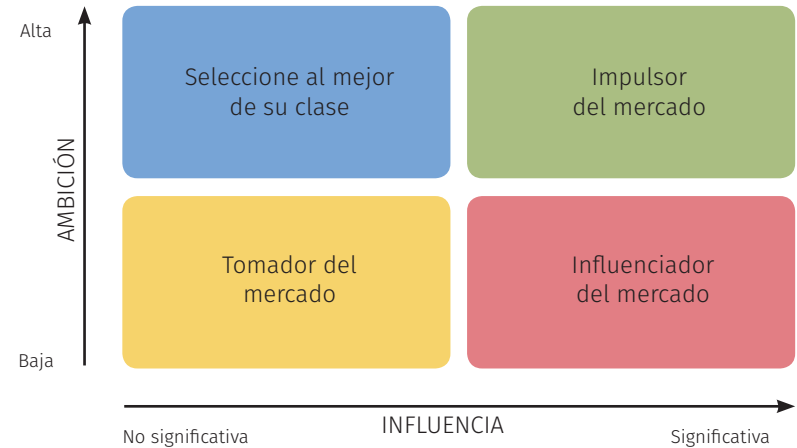 Alta
Seleccione al mejor
de su clase
Impulsor
del mercado
AMBICIÓN
Tomador del
mercado
Influenciador
del mercado
Baja
INFLUENCIA
No significativa
Significativa